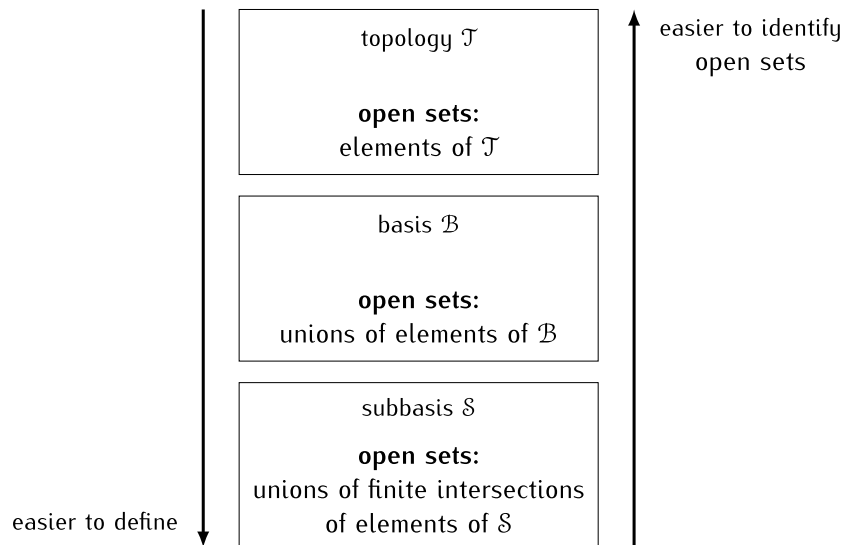 topology 𝒯
easier to identify
open sets
open sets:
elements of 𝒯
basis ℬ
open sets:
unions of elements of ℬ
subbasis 𝒮
open sets:
unions of finite intersections
of elements of 𝒮
easier to define